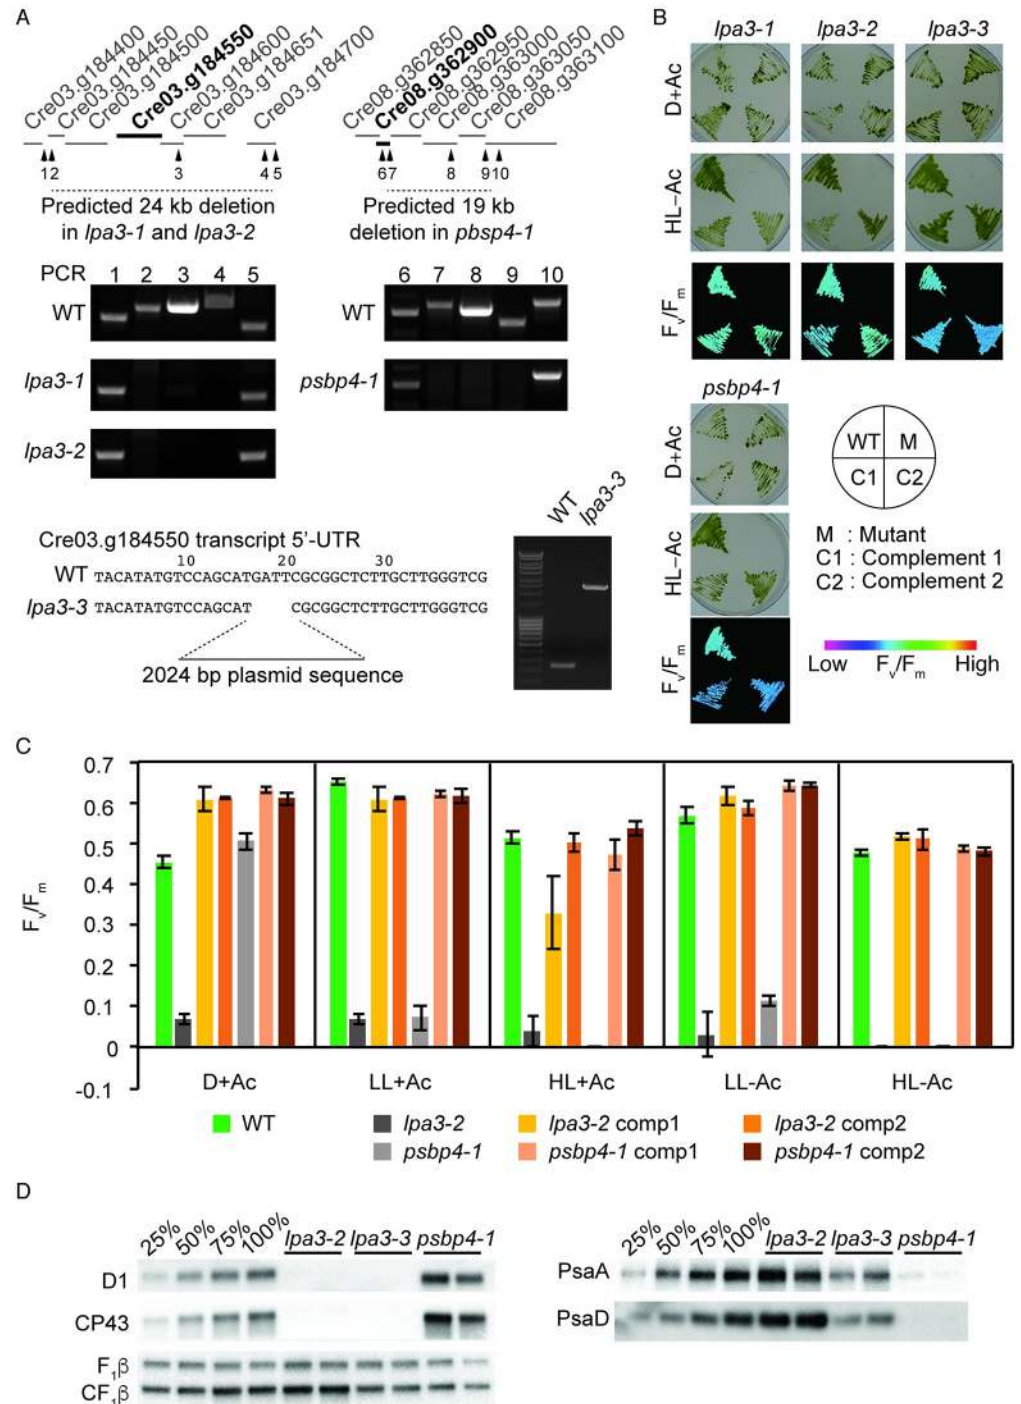 A
Cre03.g184400
Cre03.g184450
Cre03.g184500
Cre03.g184550
Cre03.g184600
Cre03.g184651
Cre03.g184700
12 3 4 5
Predicted 24 kb deletion
in lpa3-1 and lpa3-2
Cre08.g362850
Cre08.g362900
Cre08.g362950
Cre08.g363000
Cre08.g363050
Cre08.g363100
67 8 9 10
Predicted 19 kb
deletion in pbsp4-1
PCR 1 2 3 4 5
WT
lpa3-1
lpa3-2
6 7 8 9 10
WT
psbp4-1
Cre03.g184550 transcript 5'-UTR
10 20 30
WT TACATATGTCCAGCATGATTCGCGGCTCTTGCTTGGGTCG
lpa3-3 TACATATGTCCAGCAT CGCGGCTCTTGCTTGGGTCG
2024 bp plasmid sequence
WT lpa3-3
B
lpa3-1 lpa3-2 lpa3-3
D+Ac
HL–Ac
Fv/Fm
psbp4-1
D+Ac
HL–Ac
Fv/Fm
WT M
C1 C2
M : Mutant
C1 : Complement 1
C2 : Complement 2
Low Fv/Fm High
C
Fv/Fm
0.7
0.6
0.5
0.4
0.3
0.2
0.1
0
-0.1
D+Ac LL+Ac HL+Ac LL-Ac HL-Ac
WT lpa3-2 lpa3-2 comp1 lpa3-2 comp2
psbp4-1 psbp4-1 comp1 psbp4-1 comp2
D
25% 50% 75% 100% lpa3-2 lpa3-3 psbp4-1
D1
CP43
F1β
CF1β
25% 50% 75% 100% lpa3-2 lpa3-3 psbp4-1
PsaA
PsaD